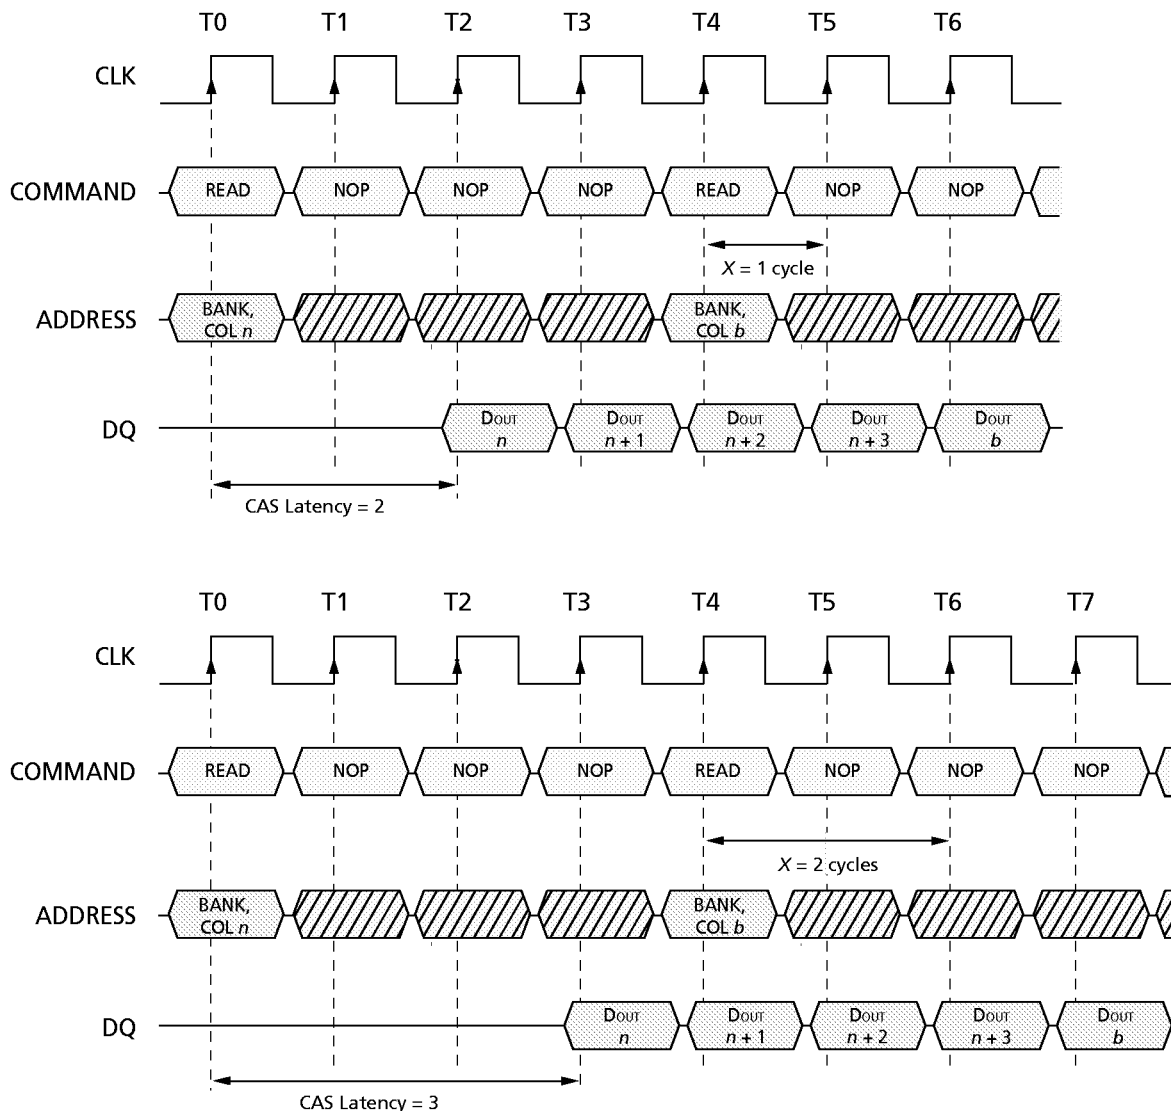 T0 T1 T2 T3 T4 T5 T6
CLK
COMMAND READ NOP NOP NOP READ NOP NOP
X = 1 cycle
ADDRESS BANK, COL n BANK, COL b
DQ DOUT n DOUT n + 1 DOUT n + 2 DOUT n + 3 DOUT b
CAS Latency = 2
T0 T1 T2 T3 T4 T5 T6 T7
CLK
COMMAND READ NOP NOP NOP READ NOP NOP NOP
X = 2 cycles
ADDRESS BANK, COL n BANK, COL b
DQ DOUT n DOUT n + 1 DOUT n + 2 DOUT n + 3 DOUT b
CAS Latency = 3